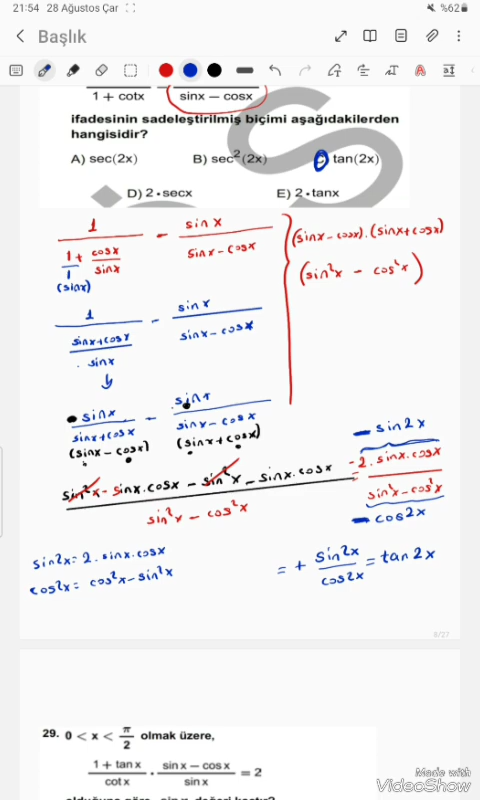 21:54 28 Ağustos Çar %62
Başlık
1 + cotx sinx − cosx
ifadesinin sadeleştirilmiş biçimi aşağıdakilerden
hangisidir?
A) sec(2x) B) sec²(2x) tan(2x)
D) 2·secx E) 2·tanx
1 / (1/1 + cosx/sinx) − sinx / (sinx − cosx)
(sinx)
(sinx − cosx).(sinx + cosx)
(sin²x − cos²x)
1 / ((sinx + cosx)/sinx) − sinx / (sinx − cosx)
sinx / (sinx + cosx) − sinx / (sinx − cosx)
(sinx − cosx) (sinx + cosx)
(sin²x − sinx.cosx − sin²x − sinx.cosx) / (sin²x − cos²x) = (−2.sinx.cosx) / (sin²x − cos²x)
− sin2x
− cos2x
sin2x = 2.sinx.cosx
cos2x = cos²x − sin²x
= + sin2x / cos2x = tan2x
6/27
29. 0 < x < π/2 olmak üzere,
(1 + tanx) / cotx · (sinx − cosx) / sinx = 2
Made with
VideoShow